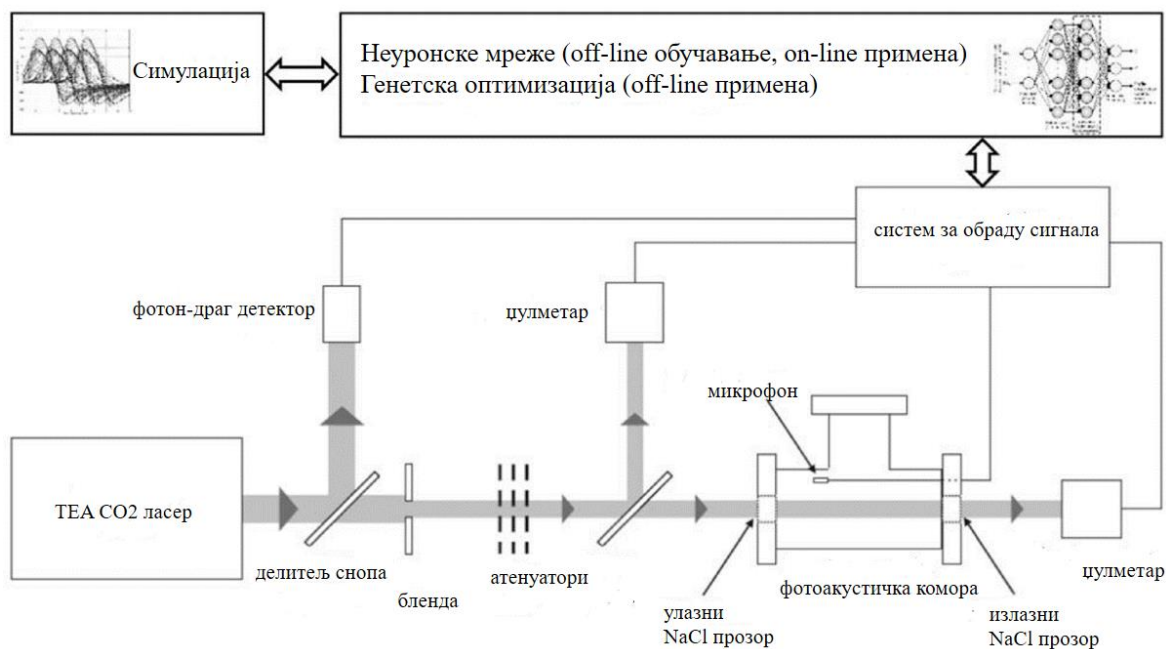 Симулација
Неуронске мреже (off-line обучавање, on-line примена)
Генетска оптимизација (off-line примена)
систем за обраду сигнала
фотон-драг детектор
џулметар
микрофон
TEA CO2 ласер
делитељ снопа
бленда
атенуатори
фотоакустичка комора
џулметар
улазни
NaCl прозор
излазни
NaCl прозор